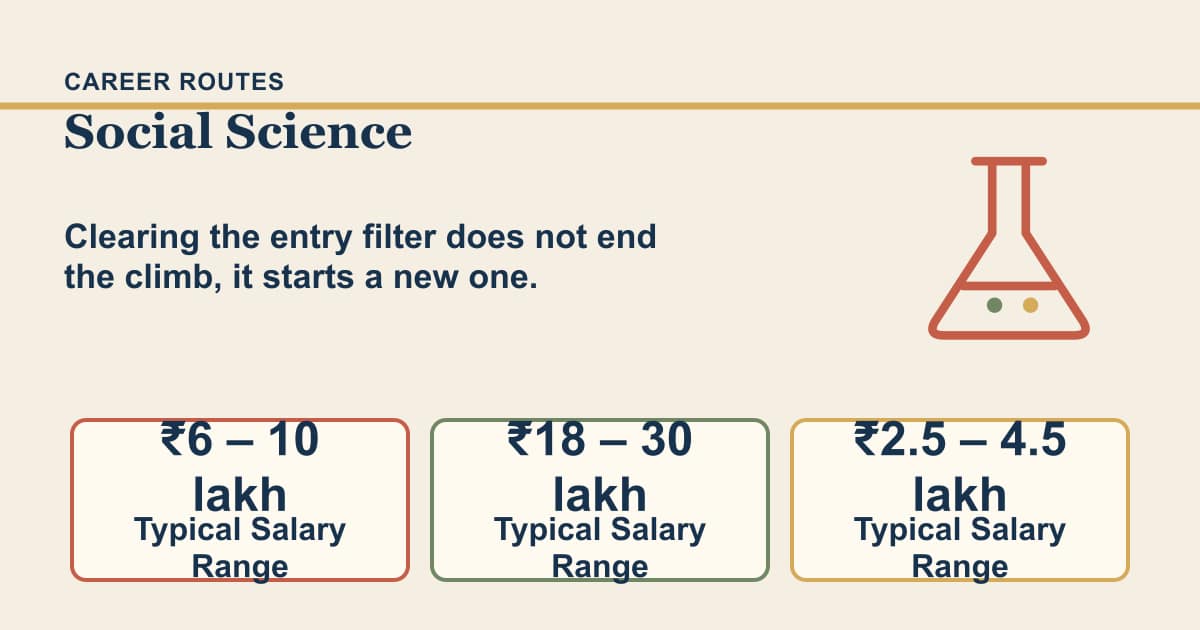 CAREER ROUTES
Social Science
Clearing the entry filter does not end
the climb, it starts a new one.
₹6 – 10
lakh
Typical Salary
Range
₹18 – 30
lakh
Typical Salary
Range
₹2.5 – 4.5
lakh
Typical Salary
Range